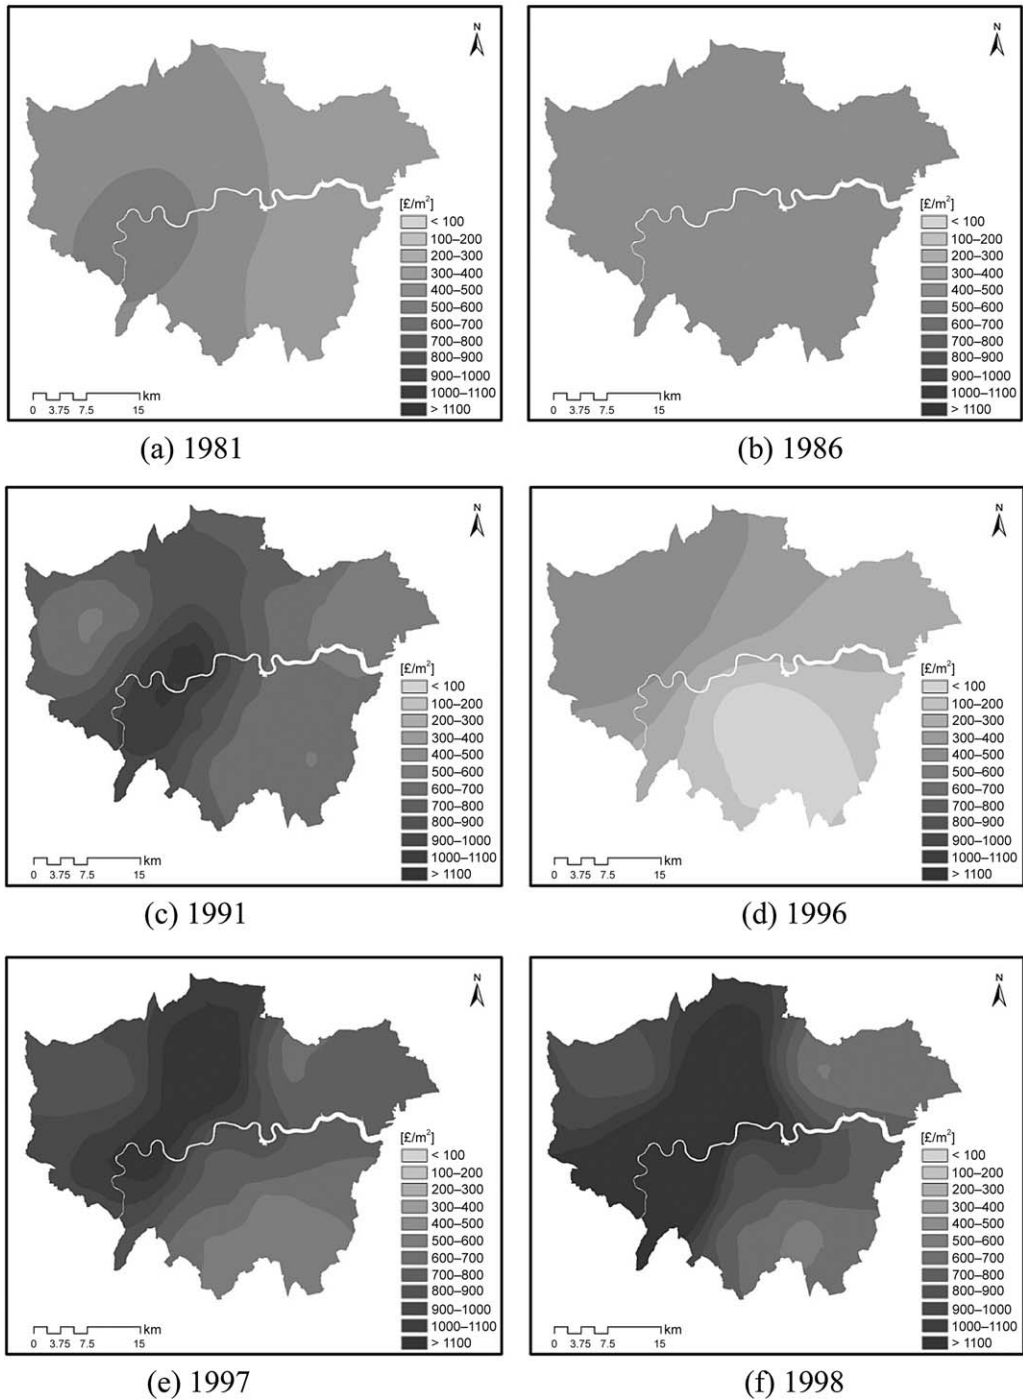 N
[£/m²]
< 100
100–200
200–300
300–400
400–500
500–600
600–700
700–800
800–900
900–1000
1000–1100
> 1100
km
0 3.75 7.5 15
(a) 1981
N
[£/m²]
< 100
100–200
200–300
300–400
400–500
500–600
600–700
700–800
800–900
900–1000
1000–1100
> 1100
km
0 3.75 7.5 15
(b) 1986
N
[£/m²]
< 100
100–200
200–300
300–400
400–500
500–600
600–700
700–800
800–900
900–1000
1000–1100
> 1100
km
0 3.75 7.5 15
(c) 1991
N
[£/m²]
< 100
100–200
200–300
300–400
400–500
500–600
600–700
700–800
800–900
900–1000
1000–1100
> 1100
km
0 3.75 7.5 15
(d) 1996
N
[£/m²]
< 100
100–200
200–300
300–400
400–500
500–600
600–700
700–800
800–900
900–1000
1000–1100
> 1100
km
0 3.75 7.5 15
(e) 1997
N
[£/m²]
< 100
100–200
200–300
300–400
400–500
500–600
600–700
700–800
800–900
900–1000
1000–1100
> 1100
km
0 3.75 7.5 15
(f) 1998